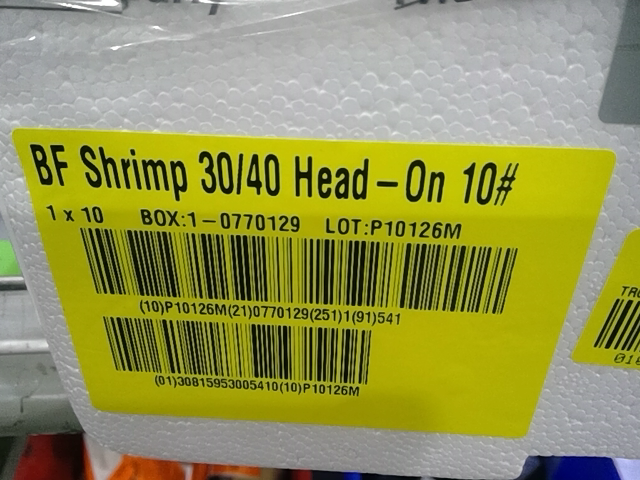 BF Shrimp 30/40 Head-On 10#
1 x 10 BOX:1-0770129 LOT:P10126M
(10)P10126M(21)0770129(251)1(91)541
(01)30815953005410(10)P10126M